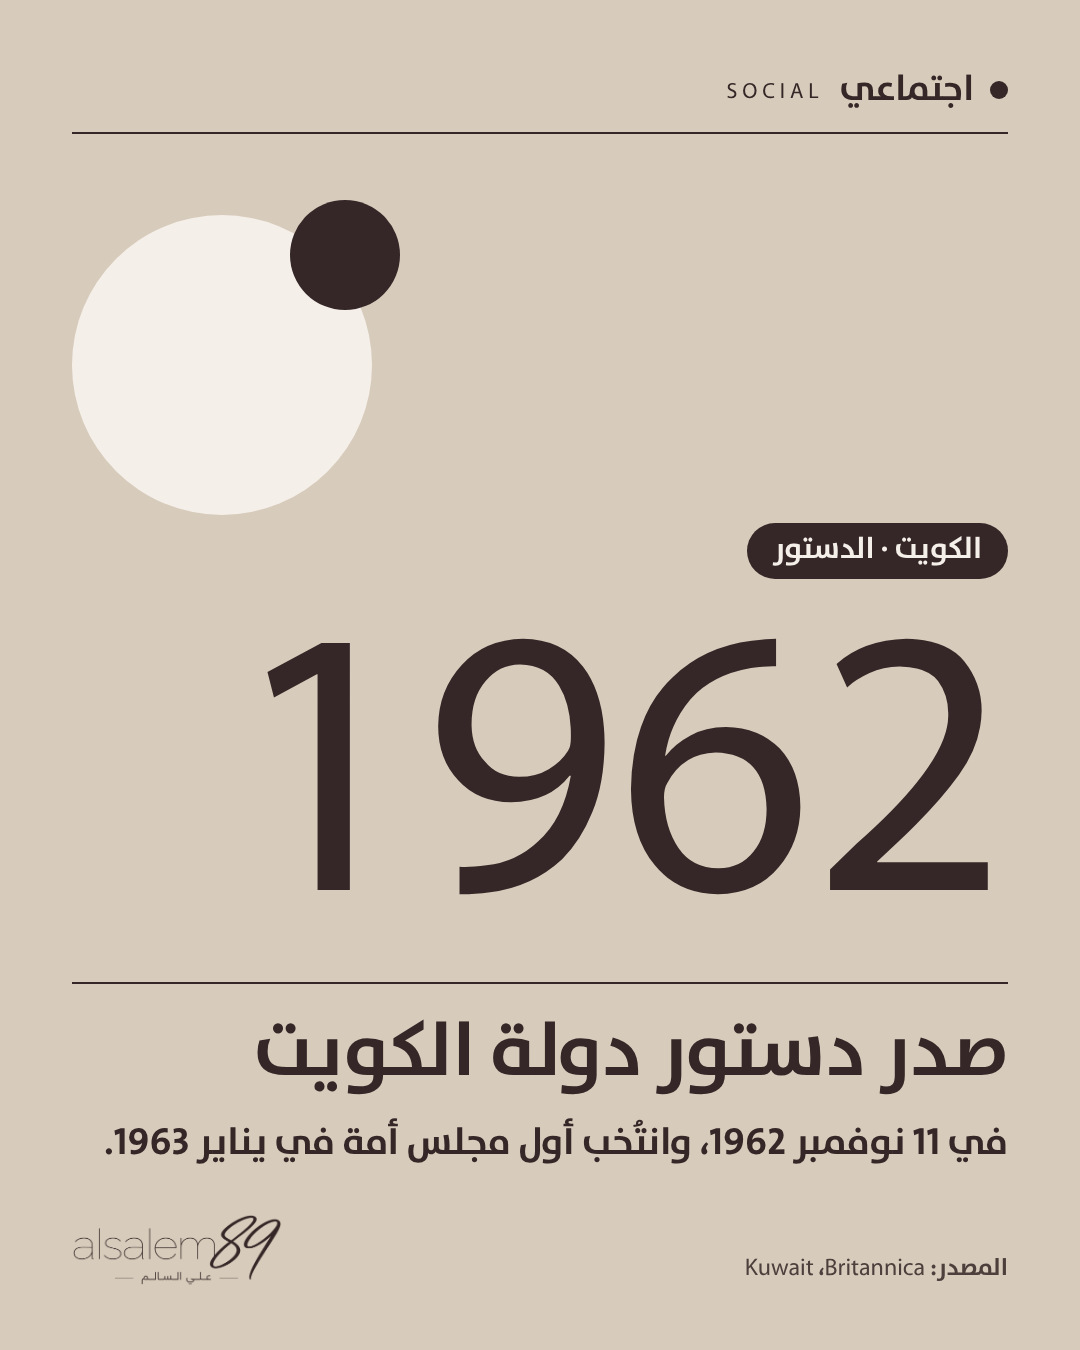 اجتماعي SOCIAL
الكويت · الدستور
1962
صدر دستور دولة الكويت
في 11 نوفمبر 1962، وانتُخب أول مجلس أمة في يناير 1963.
المصدر: Britannica، Kuwait
alsalem89
علي السالم